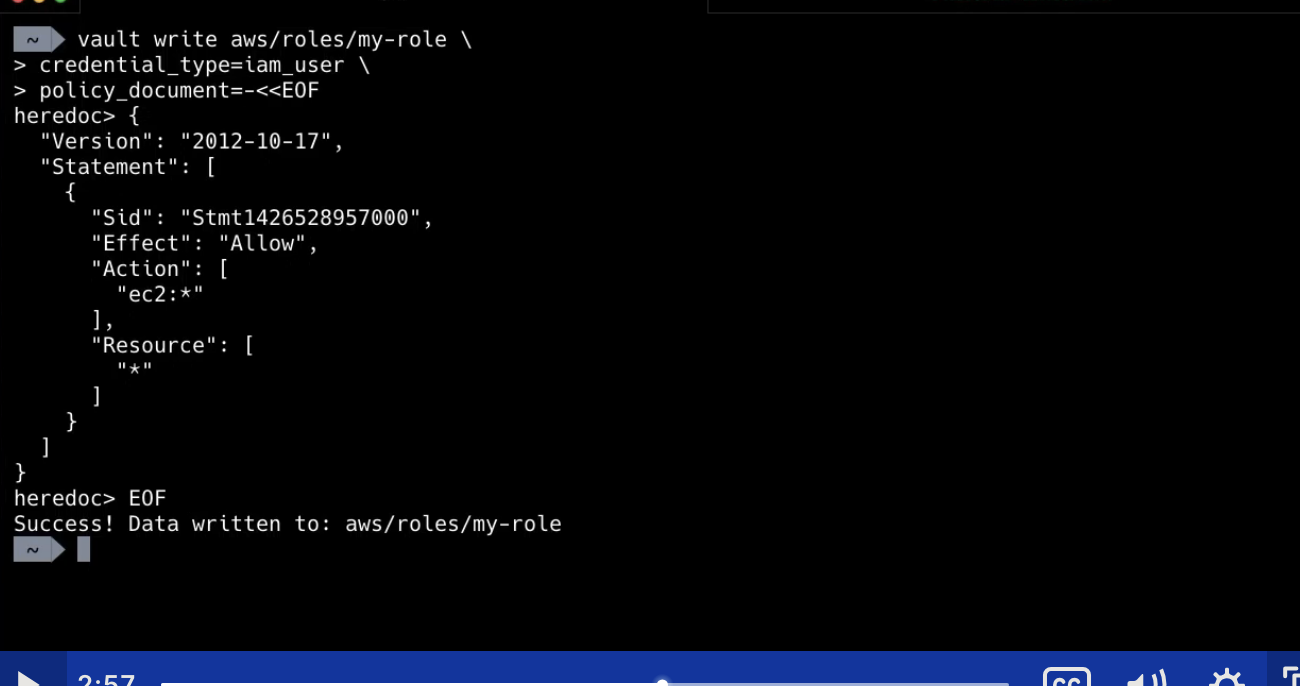 ~ vault write aws/roles/my-role \
> credential_type=iam_user \
> policy_document=-<<EOF
heredoc> {
  "Version": "2012-10-17",
  "Statement": [
    {
      "Sid": "Stmt1426528957000",
      "Effect": "Allow",
      "Action": [
        "ec2:*"
      ],
      "Resource": [
        "*"
      ]
    }
  ]
}
heredoc> EOF
Success! Data written to: aws/roles/my-role
~
2:57
CC